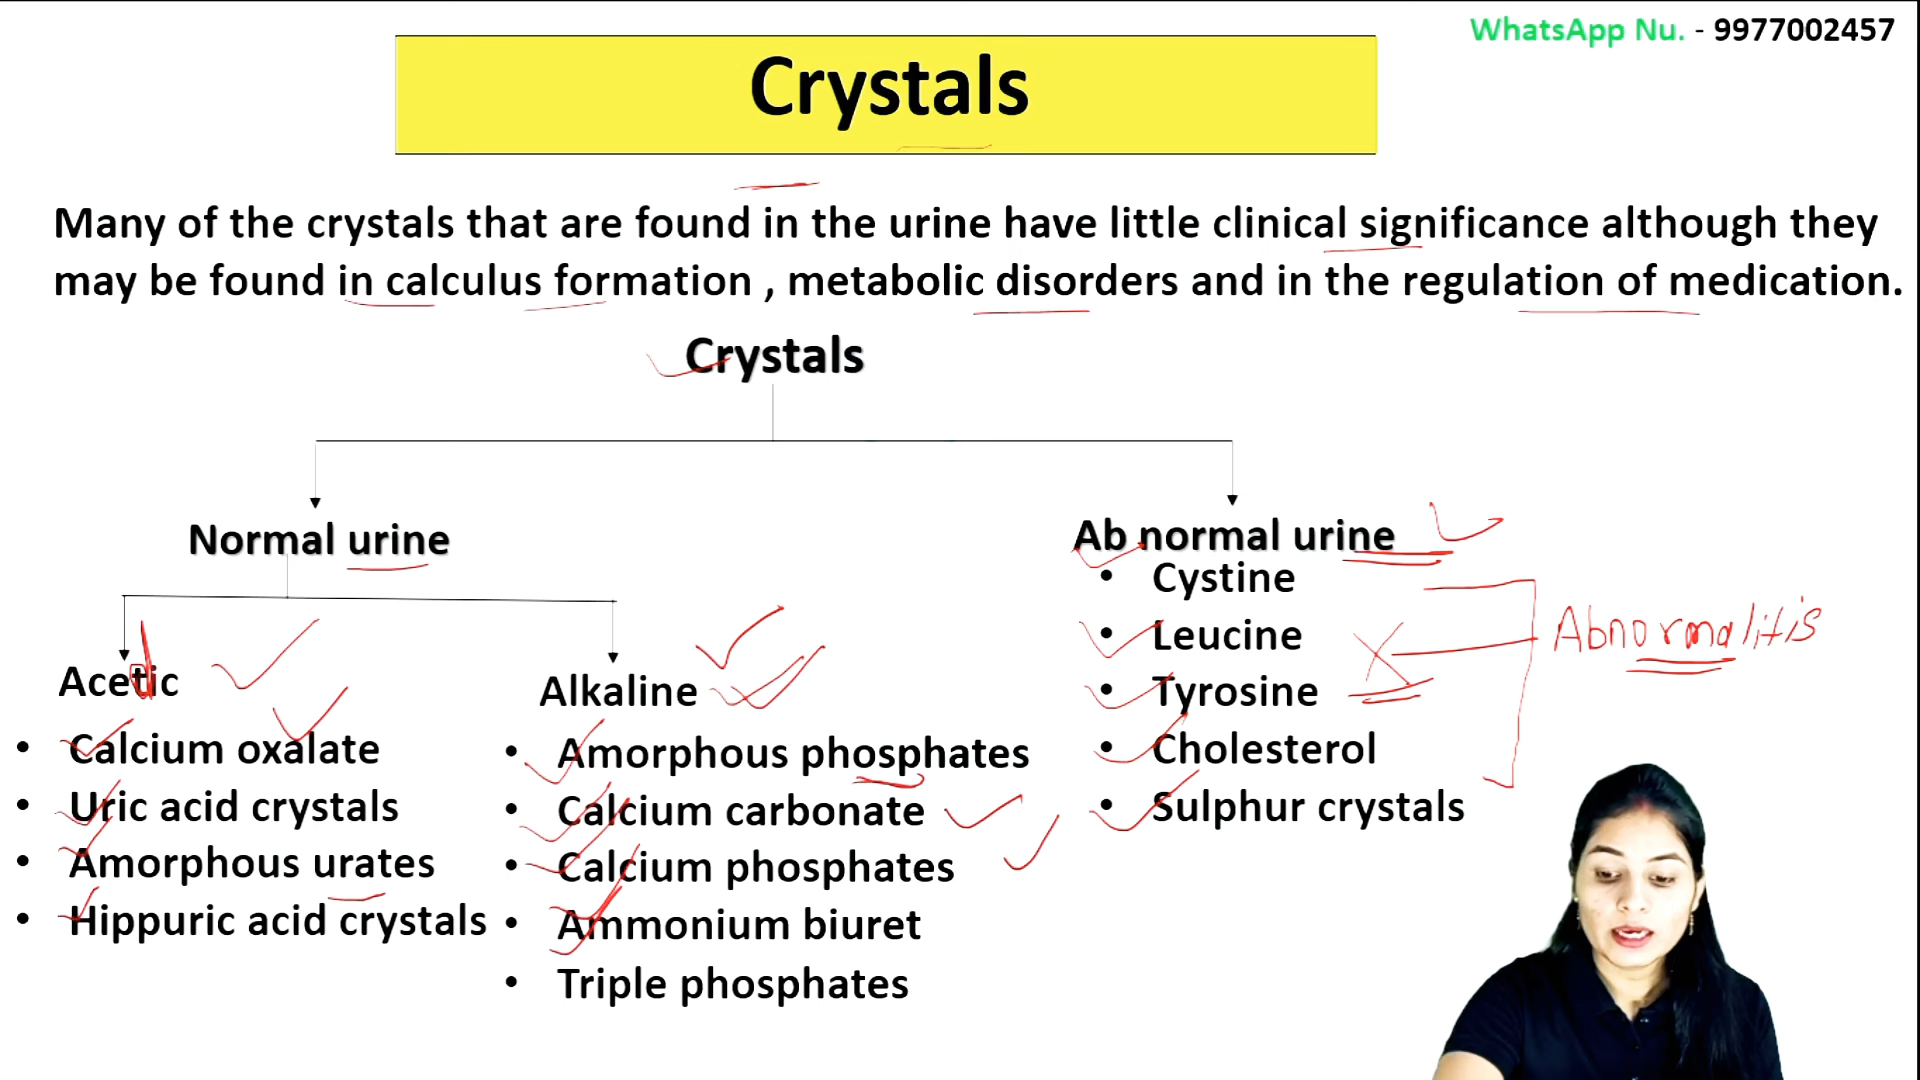 WhatsApp Nu. - 9977002457
Crystals
Many of the crystals that are found in the urine have little clinical significance although they
may be found in calculus formation , metabolic disorders and in the regulation of medication.
Crystals
Normal urine
Acetic
• Calcium oxalate
• Uric acid crystals
• Amorphous urates
• Hippuric acid crystals
Alkaline
• Amorphous phosphates
• Calcium carbonate
• Calcium phosphates
• Ammonium biuret
• Triple phosphates
Ab normal urine
• Cystine
• Leucine
• Tyrosine
• Cholesterol
• Sulphur crystals
Abnormalitis